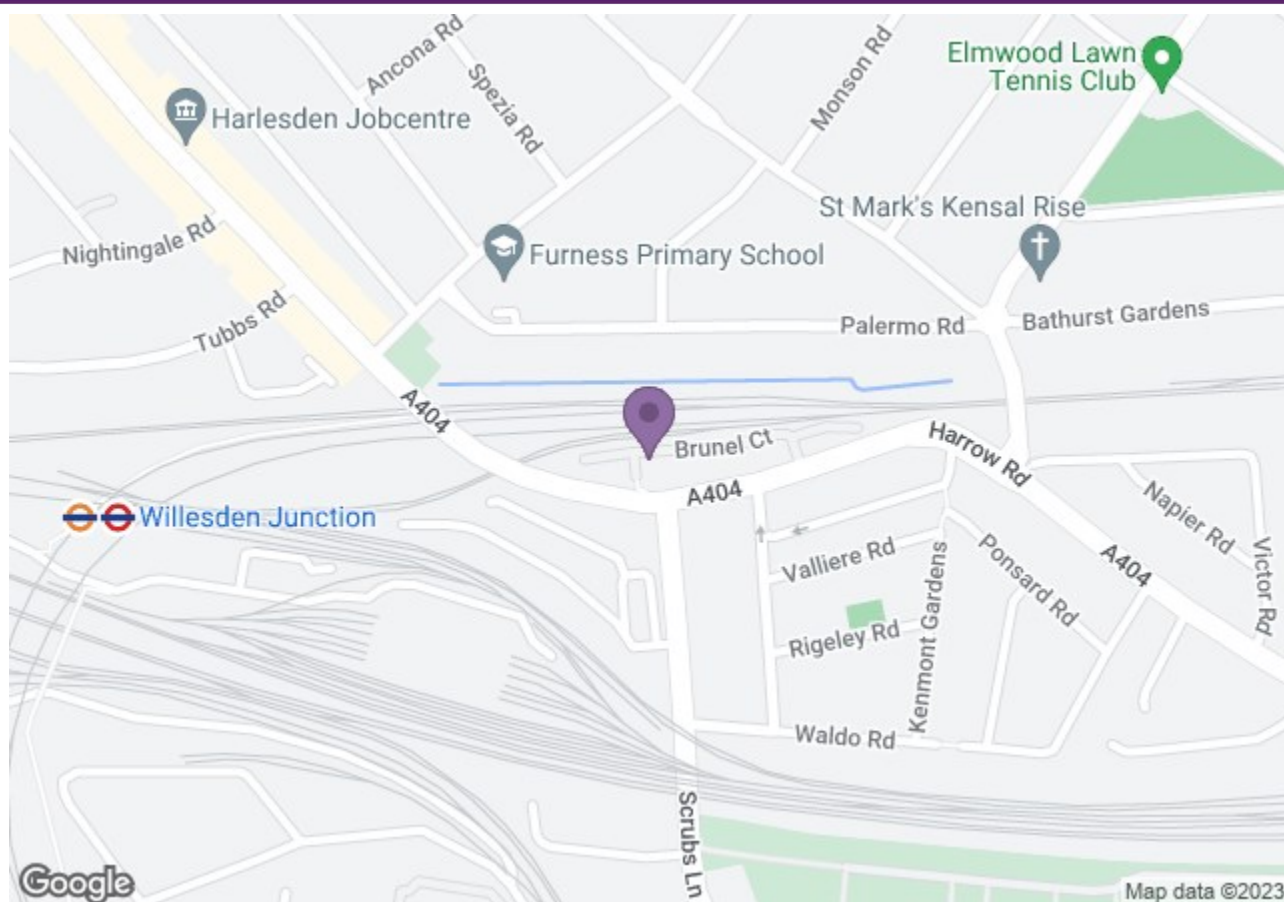 Ancona Rd
Spezia Rd
Monson Rd
Elmwood Lawn
Tennis Club
Harlesden Jobcentre
St Mark's Kensal Rise
Nightingale Rd
Furness Primary School
Tubbs Rd
Palermo Rd
Bathurst Gardens
A404
Brunel Ct
Harrow Rd
A404
Willesden Junction
Napier Rd
Valliere Rd
Ponsard Rd
A404
Victor Rd
Rigeley Rd
Kenmont Gardens
Waldo Rd
Scrubs Ln
Google
Map data ©2023